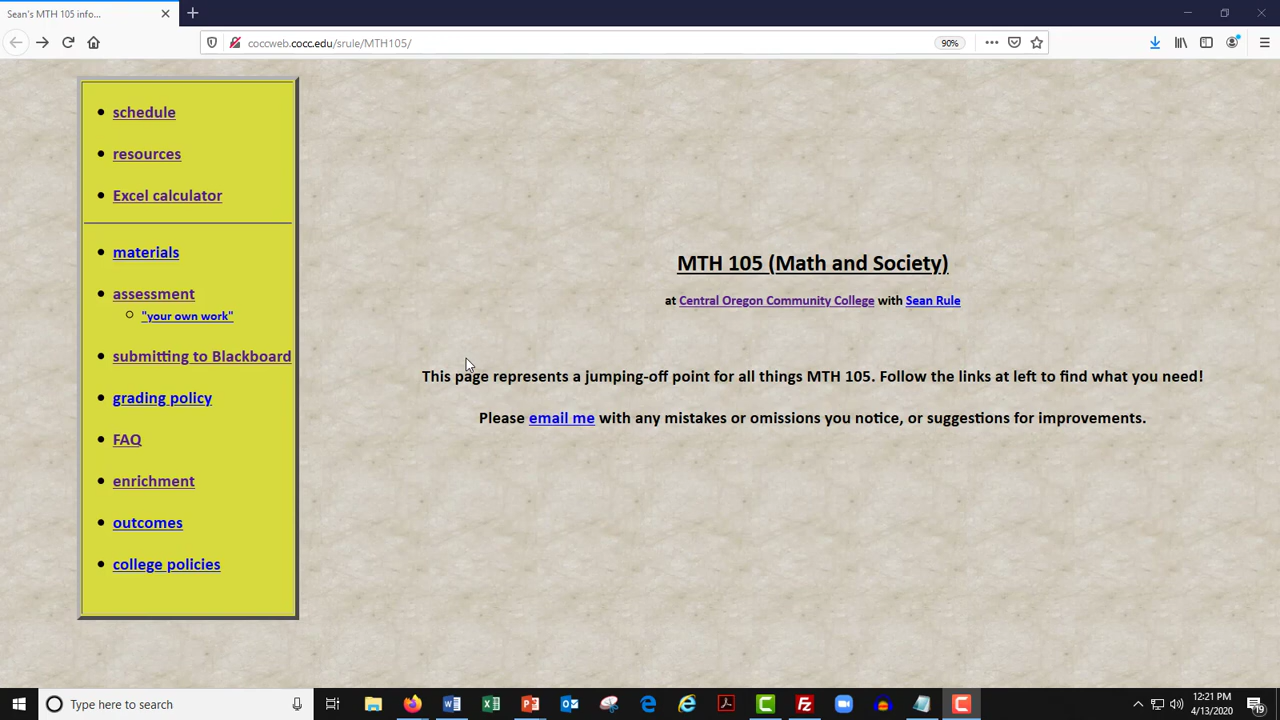 Sean's MTH 105 info...
coccweb.cocc.edu/srule/MTH105/
90%
schedule
resources
Excel calculator
materials
assessment
"your own work"
submitting to Blackboard
grading policy
FAQ
enrichment
outcomes
college policies
MTH 105 (Math and Society)
at Central Oregon Community College with Sean Rule
This page represents a jumping-off point for all things MTH 105. Follow the links at left to find what you need!
Please email me with any mistakes or omissions you notice, or suggestions for improvements.
Type here to search
12:21 PM
4/13/2020
19